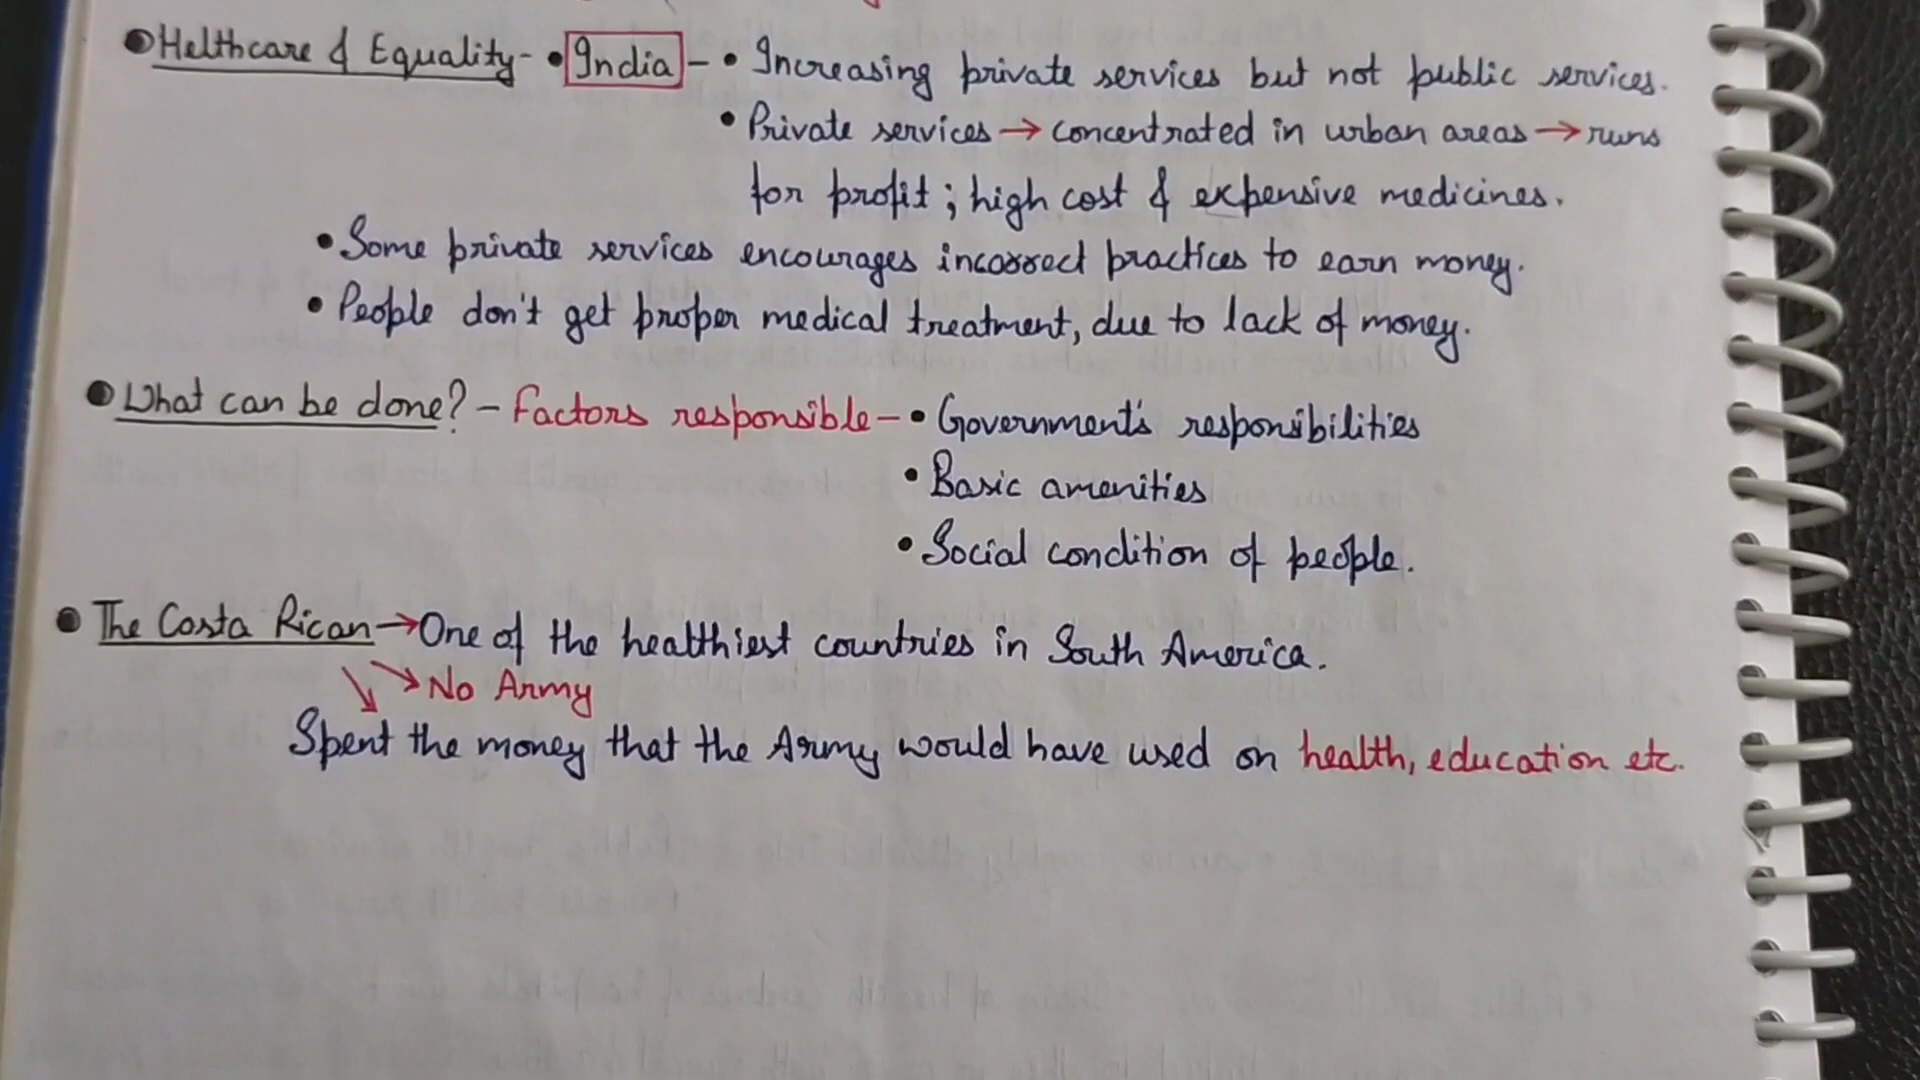 ●Helthcare & Equality- •India- • Increasing private services but not public services.
• Private services → concentrated in urban areas → runs
for profit; high cost & expensive medicines.
• Some private services encourages incorrect practices to earn money.
• People don't get proper medical treatment, due to lack of money.
● What can be done? - factors responsible - • Government's responsibilities
• Basic amenities
• Social condition of people.
● The Costa Rican → One of the healthiest countries in South America.
↘ → No Army
Spent the money that the Army would have used on health, education etc.